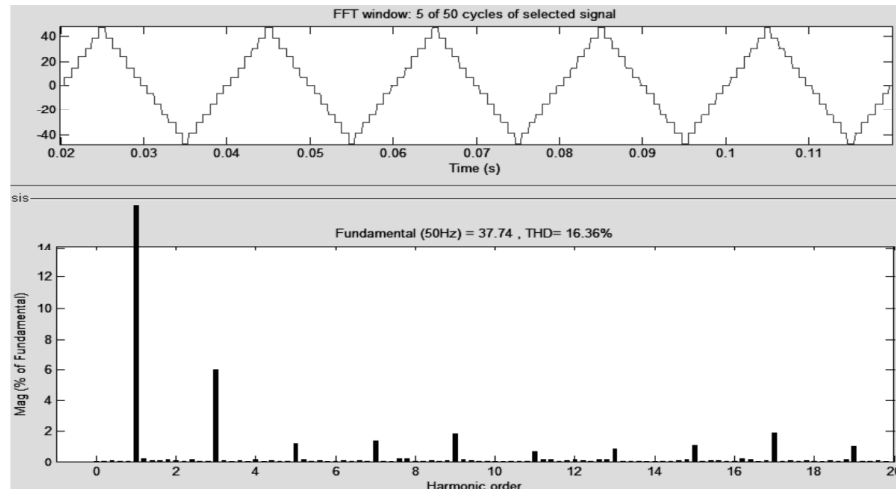 FFT window: 5 of 50 cycles of selected signal
40
20
0
-20
-40
0.02 0.03 0.04 0.05 0.06 0.07 0.08 0.09 0.1 0.11
Time (s)
sis
Fundamental (50Hz) = 37.74 , THD= 16.36%
Mag (% of Fundamental)
14
12
10
8
6
4
2
0
0 2 4 6 8 10 12 14 16 18 20
Harmonic order